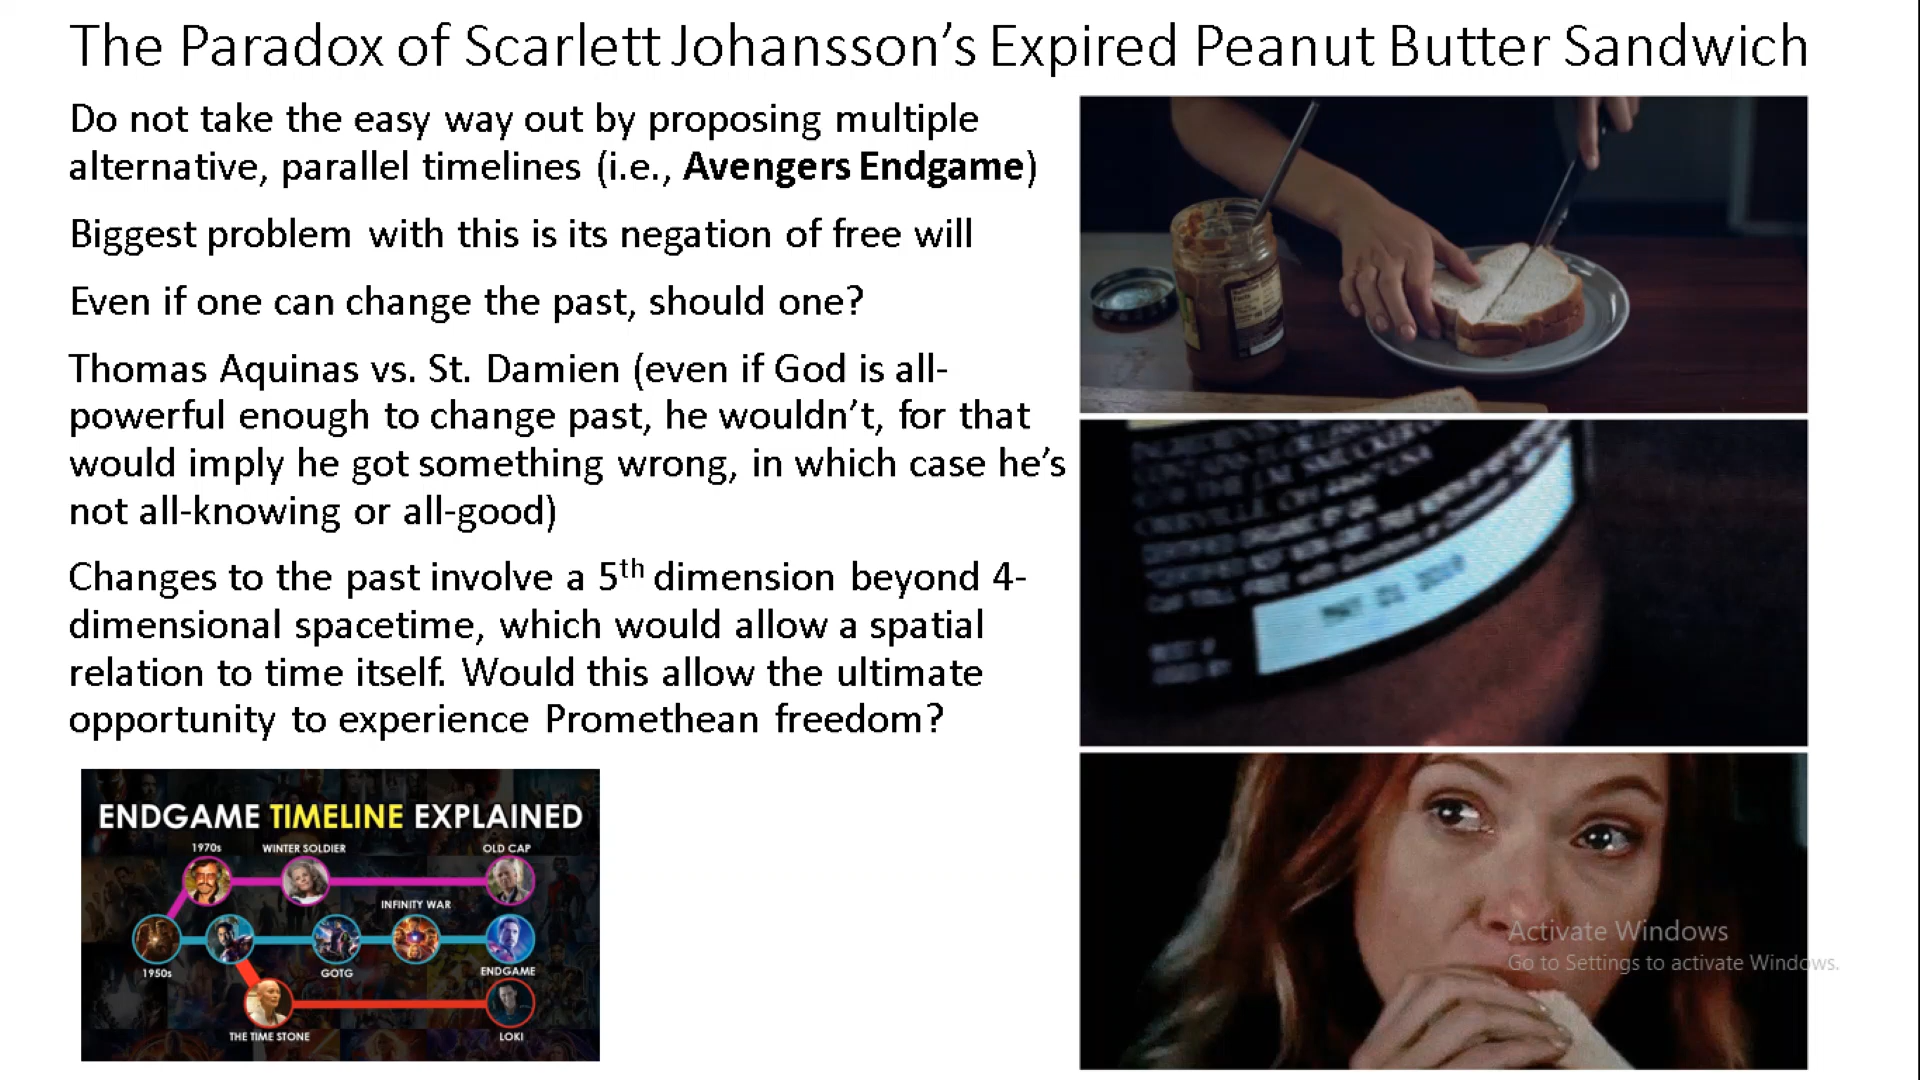 The Paradox of Scarlett Johansson's Expired Peanut Butter Sandwich
Do not take the easy way out by proposing multiple
alternative, parallel timelines (i.e., Avengers Endgame)
Biggest problem with this is its negation of free will
Even if one can change the past, should one?
Thomas Aquinas vs. St. Damien (even if God is all-
powerful enough to change past, he wouldn't, for that
would imply he got something wrong, in which case he's
not all-knowing or all-good)
Changes to the past involve a 5th dimension beyond 4-
dimensional spacetime, which would allow a spatial
relation to time itself. Would this allow the ultimate
opportunity to experience Promethean freedom?
ENDGAME TIMELINE EXPLAINED
1970s
WINTER SOLDIER
OLD CAP
INFINITY WAR
1950s
GOTG
ENDGAME
THE TIME STONE
LOKI
Activate Windows
Go to Settings to activate Windows.